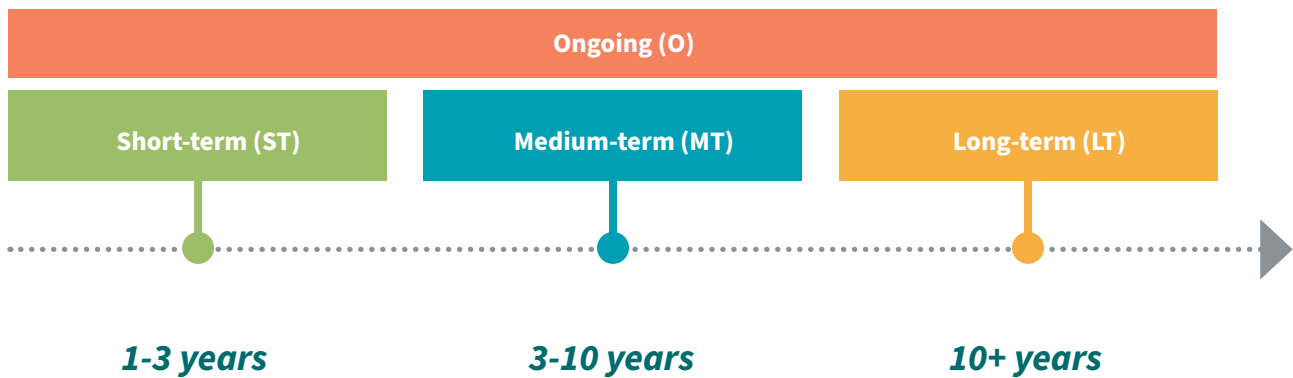 Ongoing (O)
Short-term (ST)
Medium-term (MT)
Long-term (LT)
1-3 years
3-10 years
10+ years